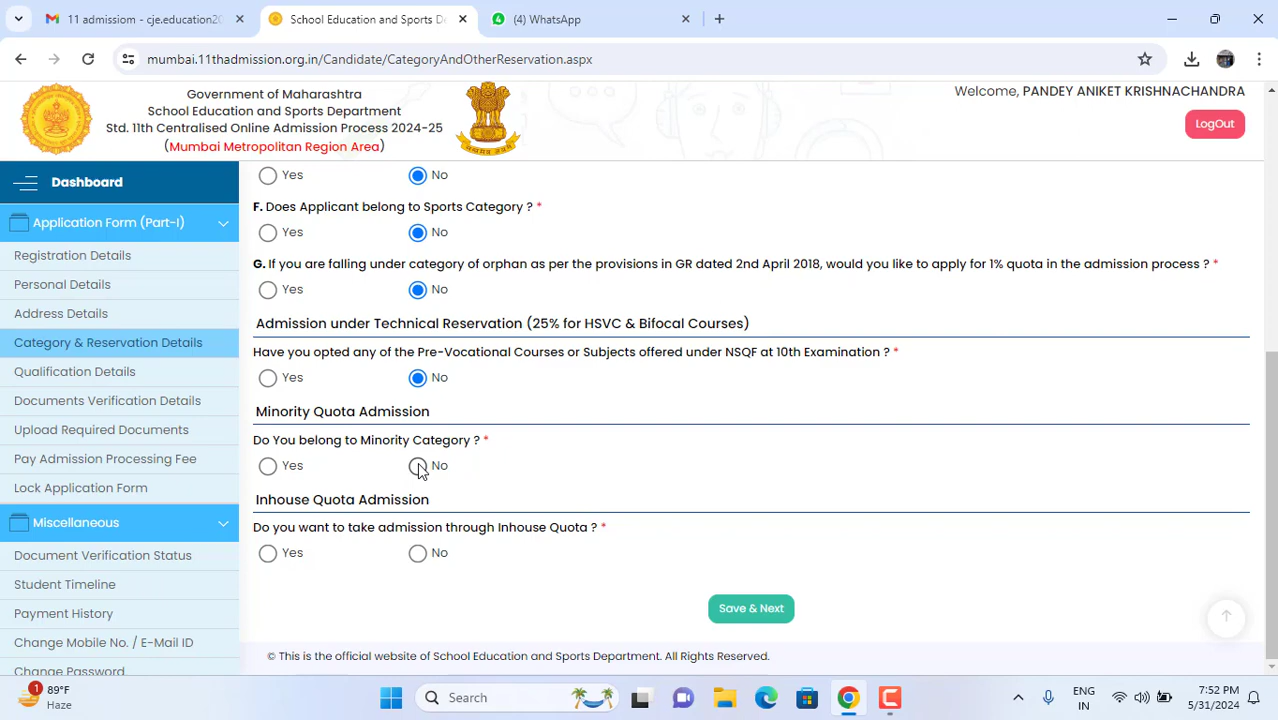 11 admission - cje.education20
School Education and Sports De
(4) WhatsApp
mumbai.11thadmission.org.in/Candidate/CategoryAndOtherReservation.aspx
Government of Maharashtra
School Education and Sports Department
Std. 11th Centralised Online Admission Process 2024-25
(Mumbai Metropolitan Region Area)
Welcome, PANDEY ANIKET KRISHNACHANDRA
LogOut
Dashboard
Application Form (Part-I)
Registration Details
Personal Details
Address Details
Category & Reservation Details
Qualification Details
Documents Verification Details
Upload Required Documents
Pay Admission Processing Fee
Lock Application Form
Miscellaneous
Document Verification Status
Student Timeline
Payment History
Change Mobile No. / E-Mail ID
Change Password
Yes No
F. Does Applicant belong to Sports Category ? *
Yes No
G. If you are falling under category of orphan as per the provisions in GR dated 2nd April 2018, would you like to apply for 1% quota in the admission process ? *
Yes No
Admission under Technical Reservation (25% for HSVC & Bifocal Courses)
Have you opted any of the Pre-Vocational Courses or Subjects offered under NSQF at 10th Examination ? *
Yes No
Minority Quota Admission
Do You belong to Minority Category ? *
Yes No
Inhouse Quota Admission
Do you want to take admission through Inhouse Quota ? *
Yes No
Save & Next
© This is the official website of School Education and Sports Department. All Rights Reserved.
1
89°F
Haze
Search
ENG
IN
7:52 PM
5/31/2024